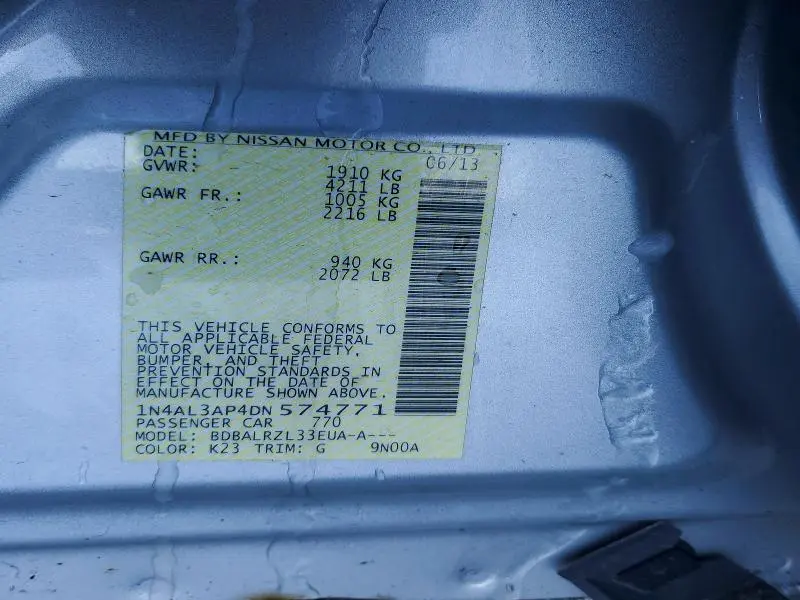 MFD BY NISSAN MOTOR CO., LTD
DATE: 06/13
GVWR: 1910 KG
4211 LB
GAWR FR.: 1005 KG
2216 LB
GAWR RR.: 940 KG
2072 LB
THIS VEHICLE CONFORMS TO
ALL APPLICABLE FEDERAL
MOTOR VEHICLE SAFETY,
BUMPER, AND THEFT
PREVENTION STANDARDS IN
EFFECT ON THE DATE OF
MANUFACTURE SHOWN ABOVE.
1N4AL3AP4DN 574771
PASSENGER CAR 770
MODEL: BDBALRZL33EUA-A---
COLOR: K23 TRIM: G 9N00A